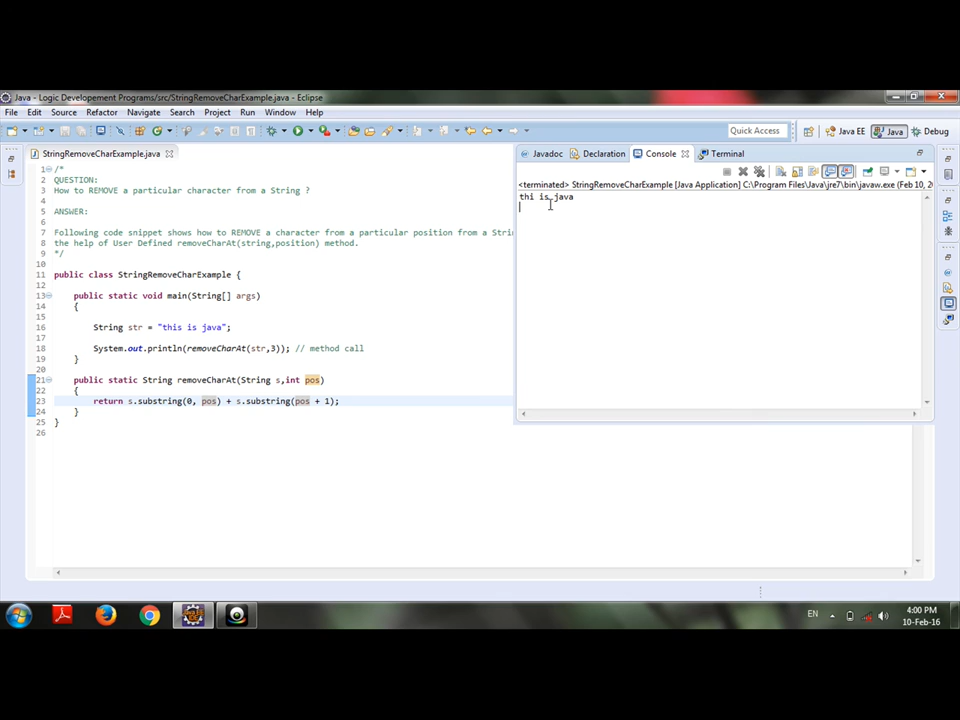 Java - Logic Developement Programs/src/StringRemoveCharExample.java - Eclipse
File Edit Source Refactor Navigate Search Project Run Window Help
Quick Access Java EE Java Debug
StringRemoveCharExample.java
Javadoc Declaration Console Terminal
<terminated> StringRemoveCharExample [Java Application] C:\Program Files\Java\jre7\bin\javaw.exe (Feb 10, 2
thi is java
1 /*
2 QUESTION:
3 How to REMOVE a particular character from a String ?
4
5 ANSWER:
6
7 Following code snippet shows how to REMOVE a character from a particular position from a Stri
8 the help of User Defined removeCharAt(string,position) method.
9 */
10
11 public class StringRemoveCharExample {
12
13 public static void main(String[] args)
14 {
15
16 String str = "this is java";
17
18 System.out.println(removeCharAt(str,3)); // method call
19 }
20
21 public static String removeCharAt(String s,int pos)
22 {
23 return s.substring(0, pos) + s.substring(pos + 1);
24 }
25 }
26
EN
4:00 PM
10-Feb-16